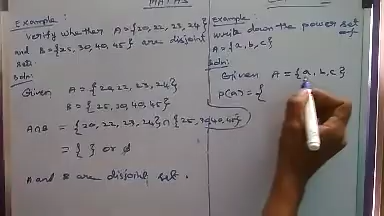 MATHS
Example:
Verify whether A = {20, 22, 23, 24}
and B = {25, 30, 40, 45} are disjoint
set.
Soln:
Given A = {20, 22, 23, 24}
B = {25, 30, 40, 45}
A∩B = {20, 22, 23, 24} ∩ {25, 30, 40, 45}
= { } or ∅
A and B are disjoint set.
example:
Write down the power set
of
A = {a, b, c}
Soln:
Given A = {a, b, c}
P(A) = {